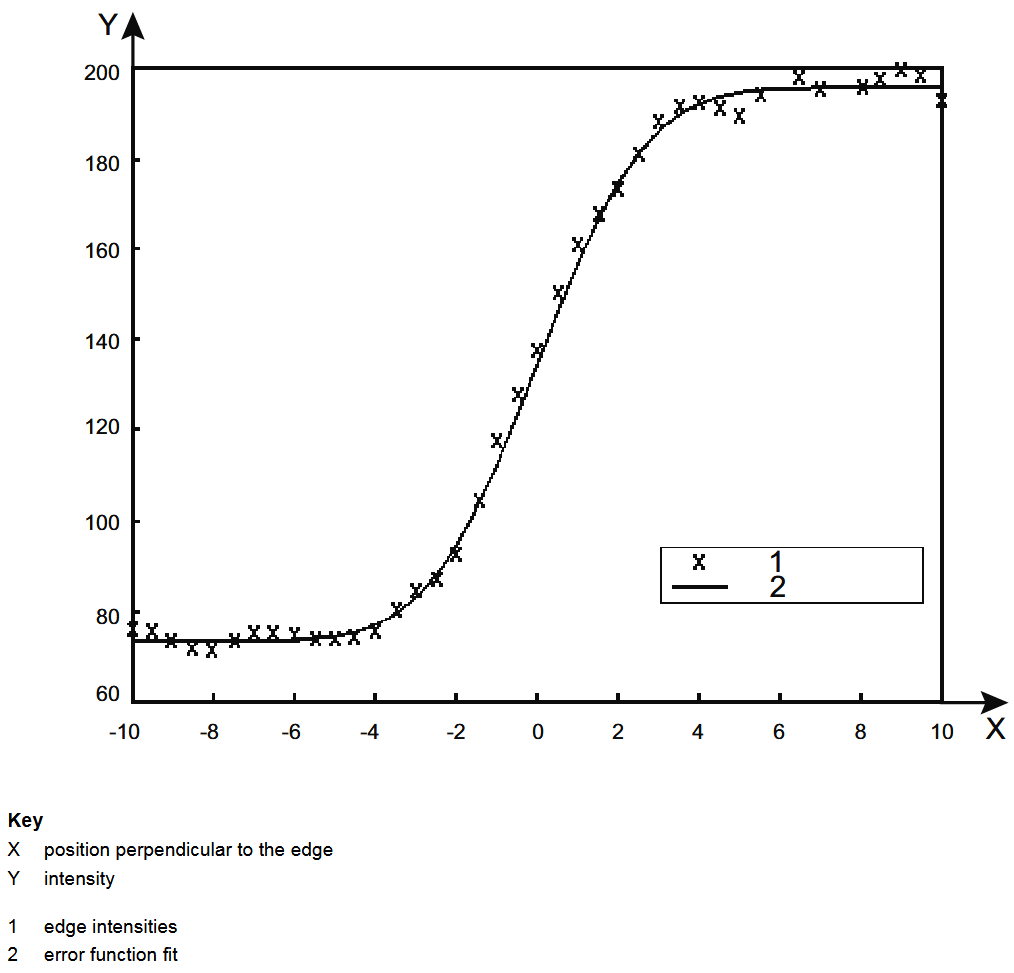 Y
200
180
160
140
120
100
80
60
1
2
-10 -8 -6 -4 -2 0 2 4 6 8 10
X
Key
X position perpendicular to the edge
Y intensity
1 edge intensities
2 error function fit